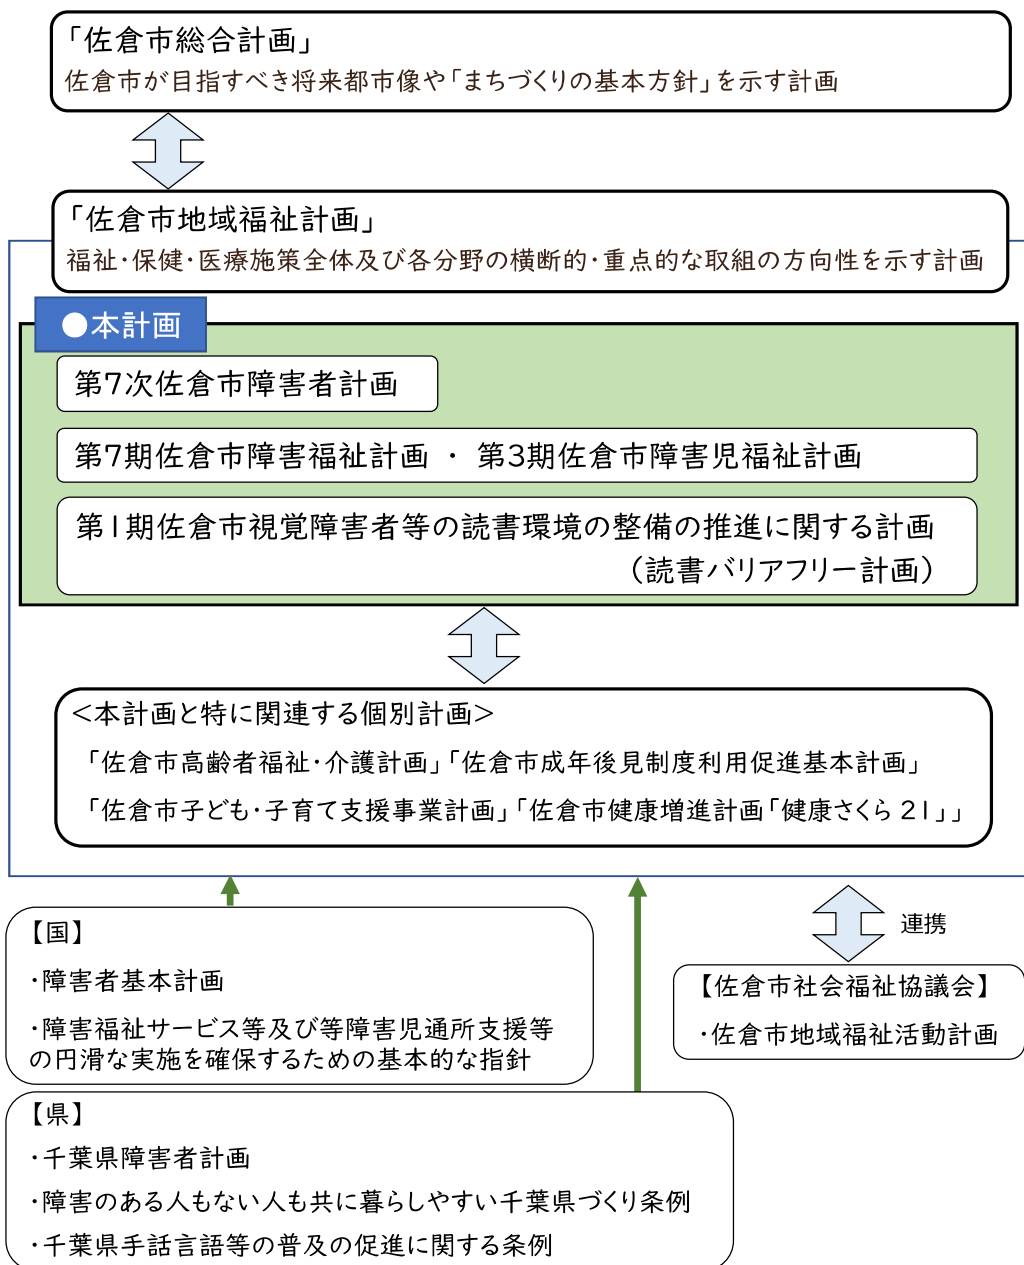 「佐倉市総合計画」
佐倉市が目指すべき将来都市像や「まちづくりの基本方針」を示す計画
「佐倉市地域福祉計画」
福祉・保健・医療施策全体及び各分野の横断的・重点的な取組の方向性を示す計画
●本計画
第7次佐倉市障害者計画
第7期佐倉市障害福祉計画 ・ 第3期佐倉市障害児福祉計画
第1期佐倉市視覚障害者等の読書環境の整備の推進に関する計画
（読書バリアフリー計画）
<本計画と特に関連する個別計画>
「佐倉市高齢者福祉・介護計画」「佐倉市成年後見制度利用促進基本計画」
「佐倉市子ども・子育て支援事業計画」「佐倉市健康増進計画「健康さくら 21」」
連携
【国】
・障害者基本計画
・障害福祉サービス等及び等障害児通所支援等
の円滑な実施を確保するための基本的な指針
【佐倉市社会福祉協議会】
・佐倉市地域福祉活動計画
【県】
・千葉県障害者計画
・障害のある人もない人も共に暮らしやすい千葉県づくり条例
・千葉県手話言語等の普及の促進に関する条例